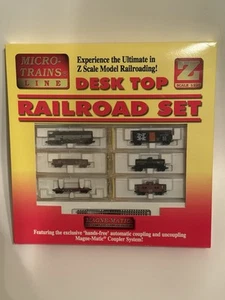 MICRO-
TRAINS
LINE
Experience the Ultimate in
Z Scale Model Railroading!
Z
DESK TOP
RAILROAD SET
Featuring the exclusive "hands-free" automatic coupling and uncoupling
Magne-Matic® Coupler System!